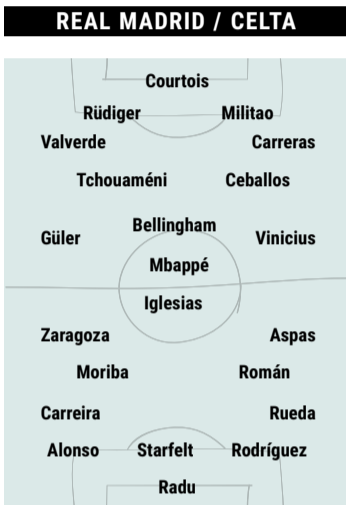 REAL MADRID / CELTA
Courtois
Rüdiger Militao
Valverde Carreras
Tchouaméni Ceballos
Bellingham
Güler Vinicius
Mbappé
Iglesias
Zaragoza Aspas
Moriba Román
Carreira Rueda
Alonso Starfelt Rodríguez
Radu